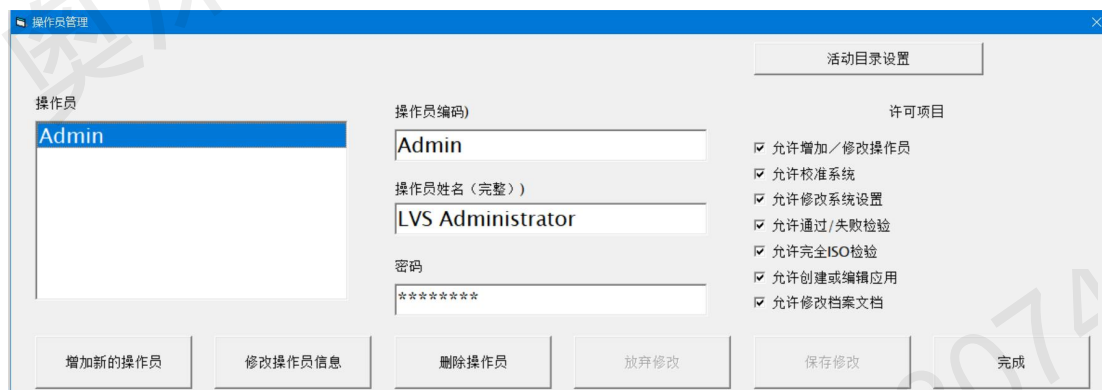 操作员管理
活动目录设置
操作员
Admin
操作员编码)
Admin
操作员姓名（完整）)
LVS Administrator
密码
********
许可项目
允许增加／修改操作员
允许校准系统
允许修改系统设置
允许通过/失败检验
允许完全ISO检验
允许创建或编辑应用
允许修改档案文档
增加新的操作员
修改操作员信息
删除操作员
放弃修改
保存修改
完成